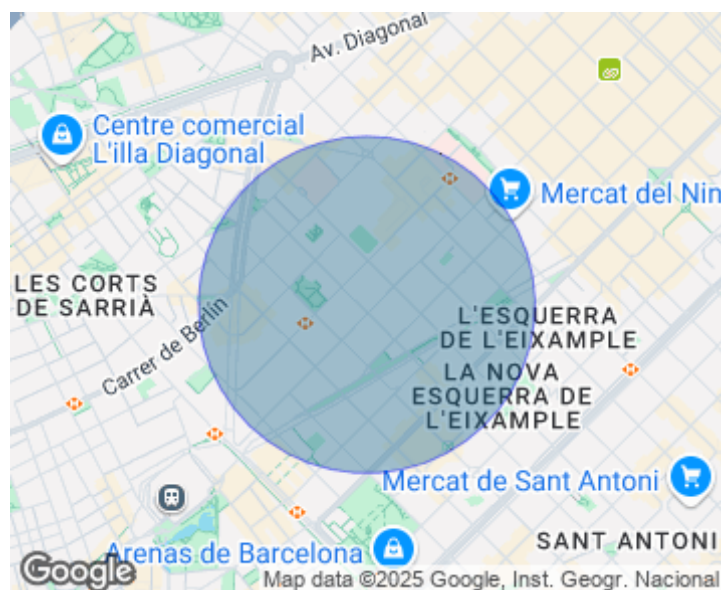 Av. Diagonal
Centre comercial
L'illa Diagonal
Mercat del Nin
LES CORTS
DE SARRIÀ
Carrer de Berlín
L'ESQUERRA
DE L'EIXAMPLE
LA NOVA
ESQUERRA DE
L'EIXAMPLE
Mercat de Sant Antoni
SANT ANTONI
Arenas de Barcelona
Google
Map data ©2025 Google, Inst. Geogr. Nacional